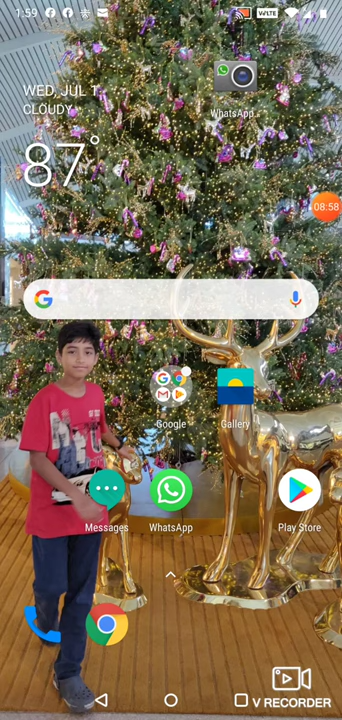 1:59
VoLTE
WED, JUL 1
CLOUDY
87°
WhatsApp
08:58
Google
Gallery
Messages
WhatsApp
Play Store
V RECORDER